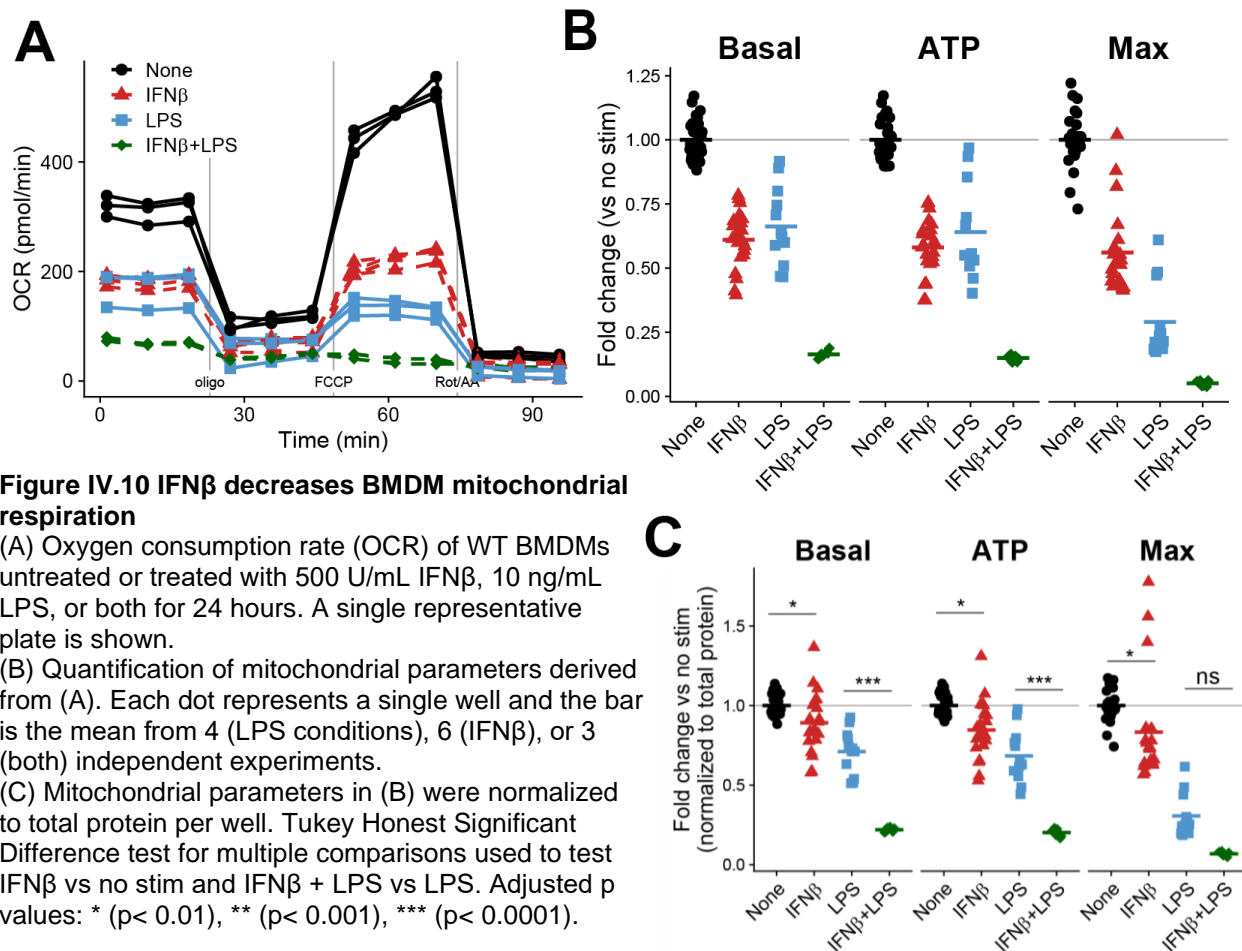 A
None
IFNβ
LPS
IFNβ+LPS
OCR (pmol/min)
400
200
0
oligo
FCCP
Rot/AA
0 30 60 90
Time (min)
B
Basal ATP Max
Fold change (vs no stim)
1.25
1.00
0.75
0.50
0.25
0.00
None IFNβ LPS IFNβ+LPS None IFNβ LPS IFNβ+LPS None IFNβ LPS IFNβ+LPS
Figure IV.10 IFNβ decreases BMDM mitochondrial
respiration
(A) Oxygen consumption rate (OCR) of WT BMDMs
untreated or treated with 500 U/mL IFNβ, 10 ng/mL
LPS, or both for 24 hours. A single representative
plate is shown.
(B) Quantification of mitochondrial parameters derived
from (A). Each dot represents a single well and the bar
is the mean from 4 (LPS conditions), 6 (IFNβ), or 3
(both) independent experiments.
(C) Mitochondrial parameters in (B) were normalized
to total protein per well. Tukey Honest Significant
Difference test for multiple comparisons used to test
IFNβ vs no stim and IFNβ + LPS vs LPS. Adjusted p
values: * (p< 0.01), ** (p< 0.001), *** (p< 0.0001).
C
Basal ATP Max
Fold change vs no stim
(normalized to total protein)
1.5
1.0
0.5
0.0
* *** * *** * ns
None IFNβ LPS IFNβ+LPS None IFNβ LPS IFNβ+LPS None IFNβ LPS IFNβ+LPS